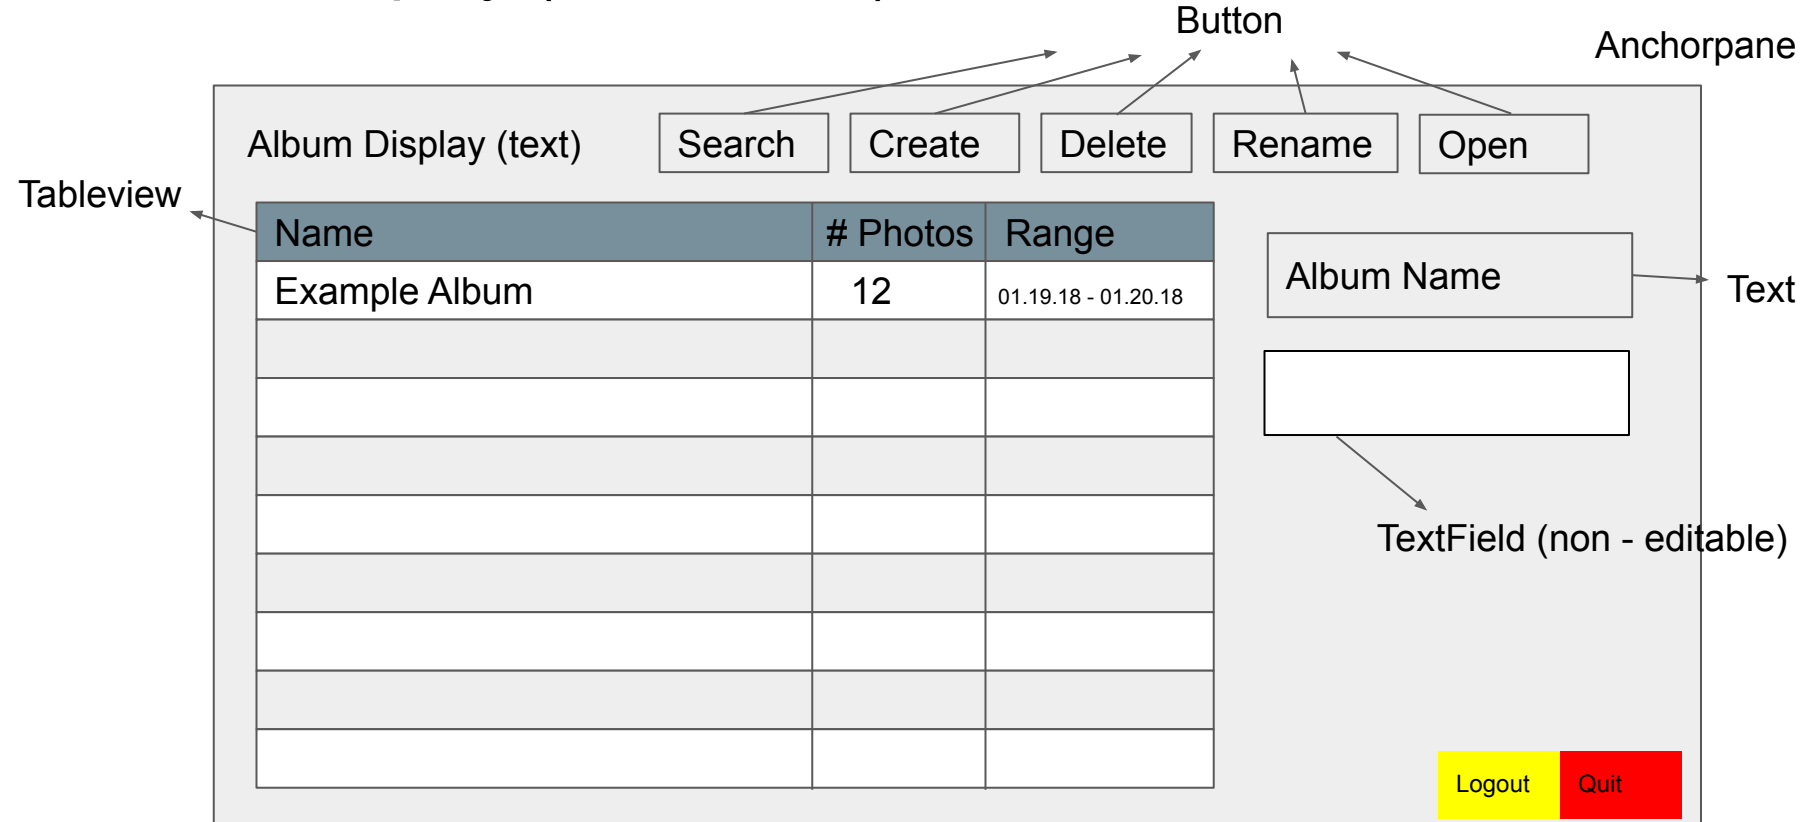 Button
Anchorpane
Album Display (text)
Search
Create
Delete
Rename
Open
Tableview
Name
# Photos
Range
Album Name
Text
Example Album
12
01.19.18 - 01.20.18
TextField (non - editable)
Logout
Quit